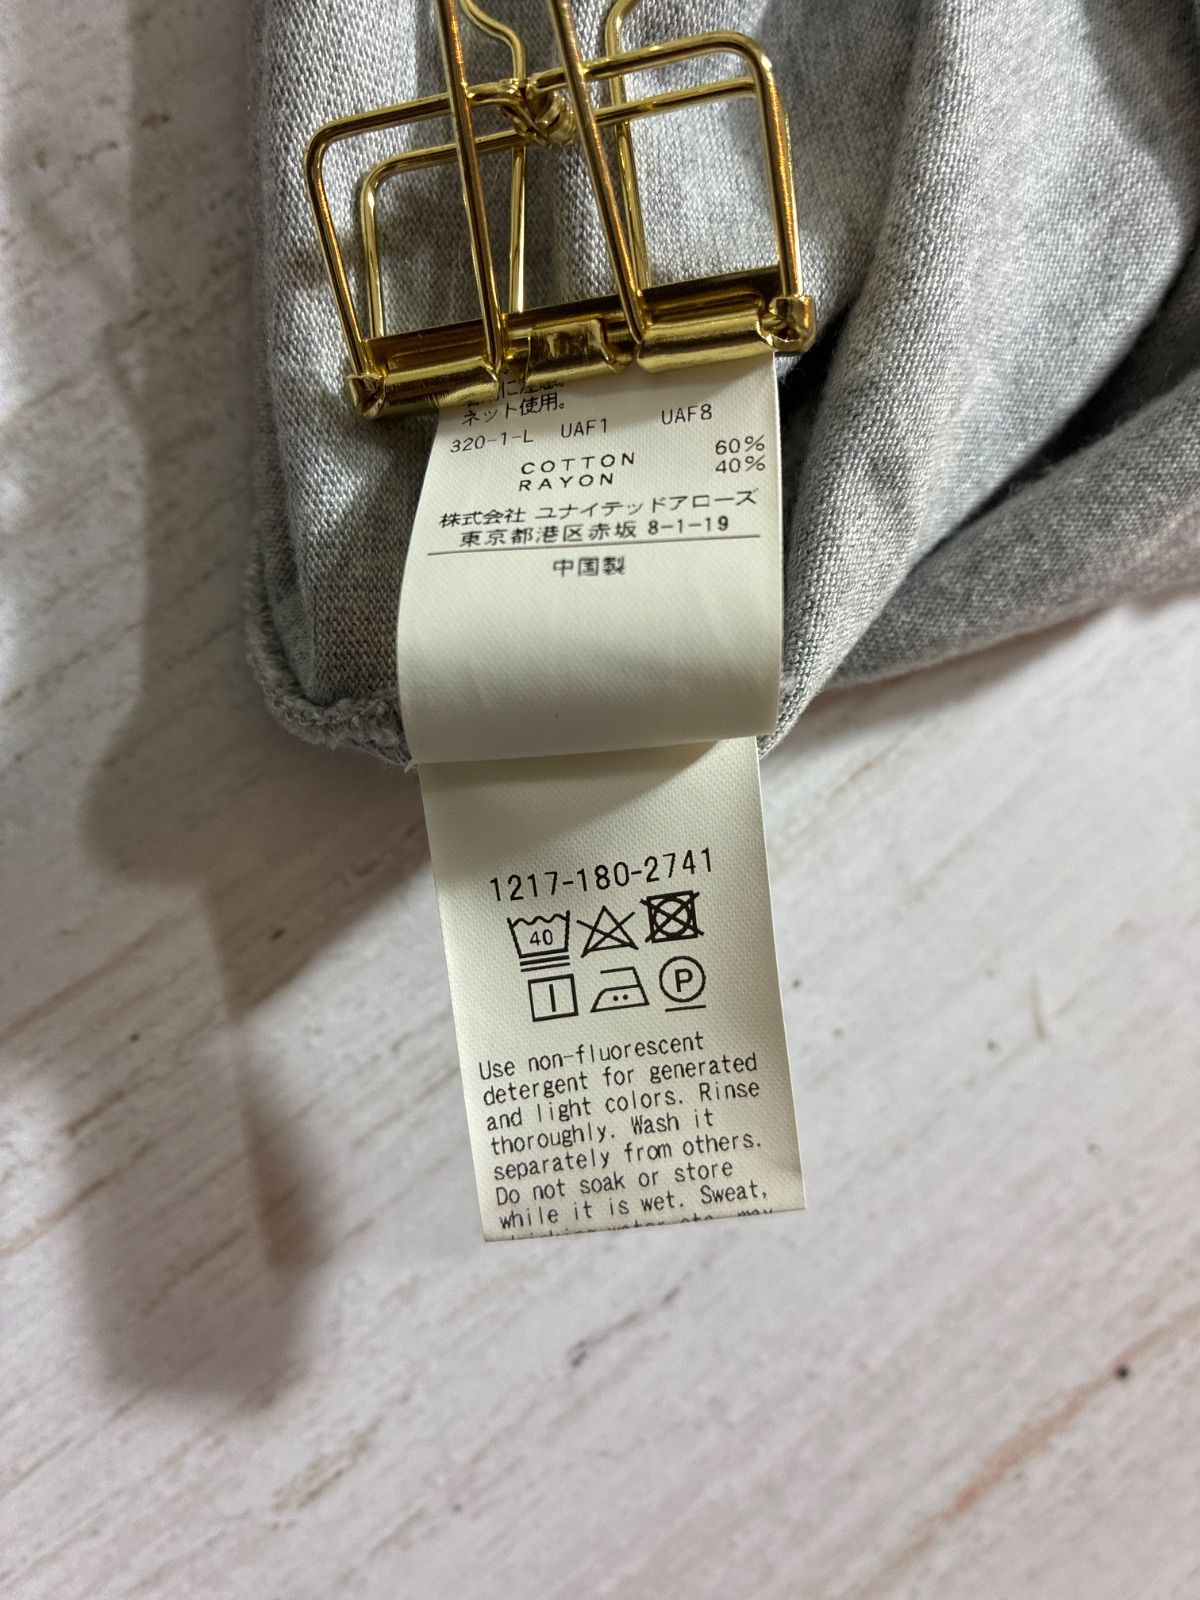 に注意。
ネット使用。
320-1-L UAF1 UAF8
COTTON 60%
RAYON 40%
株式会社 ユナイテッドアローズ
東京都港区赤坂 8-1-19
中国製
1217-180-2741
40
P
Use non-fluorescent
detergent for generated
and light colors. Rinse
thoroughly. Wash it
separately from others.
Do not soak or store
while it is wet. Sweat,